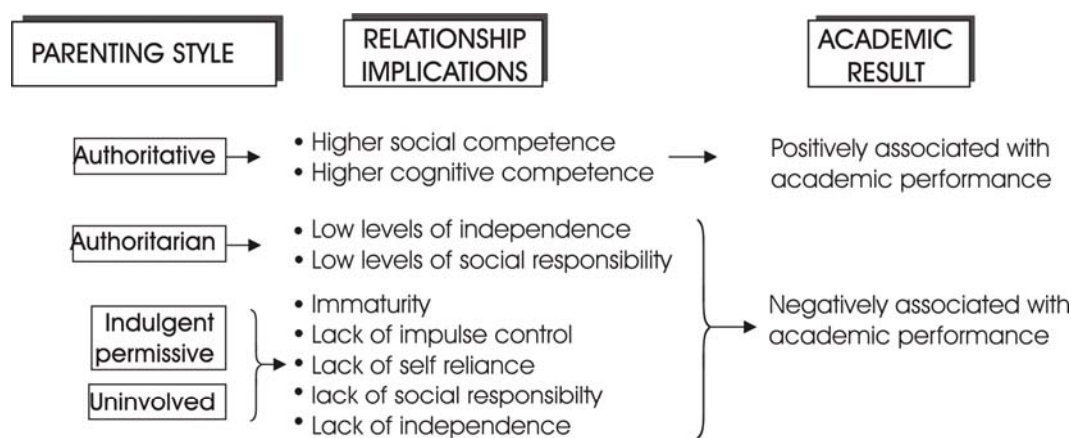 PARENTING STYLE
RELATIONSHIP
IMPLICATIONS
ACADEMIC
RESULT
Authoritative
• Higher social competence
• Higher cognitive competence
Positively associated with
academic performance
Authoritarian
• Low levels of independence
• Low levels of social responsibility
Indulgent
permissive
Uninvolved
• Immaturity
• Lack of impulse control
• Lack of self reliance
• lack of social responsibilty
• Lack of independence
Negatively associated with
academic performance